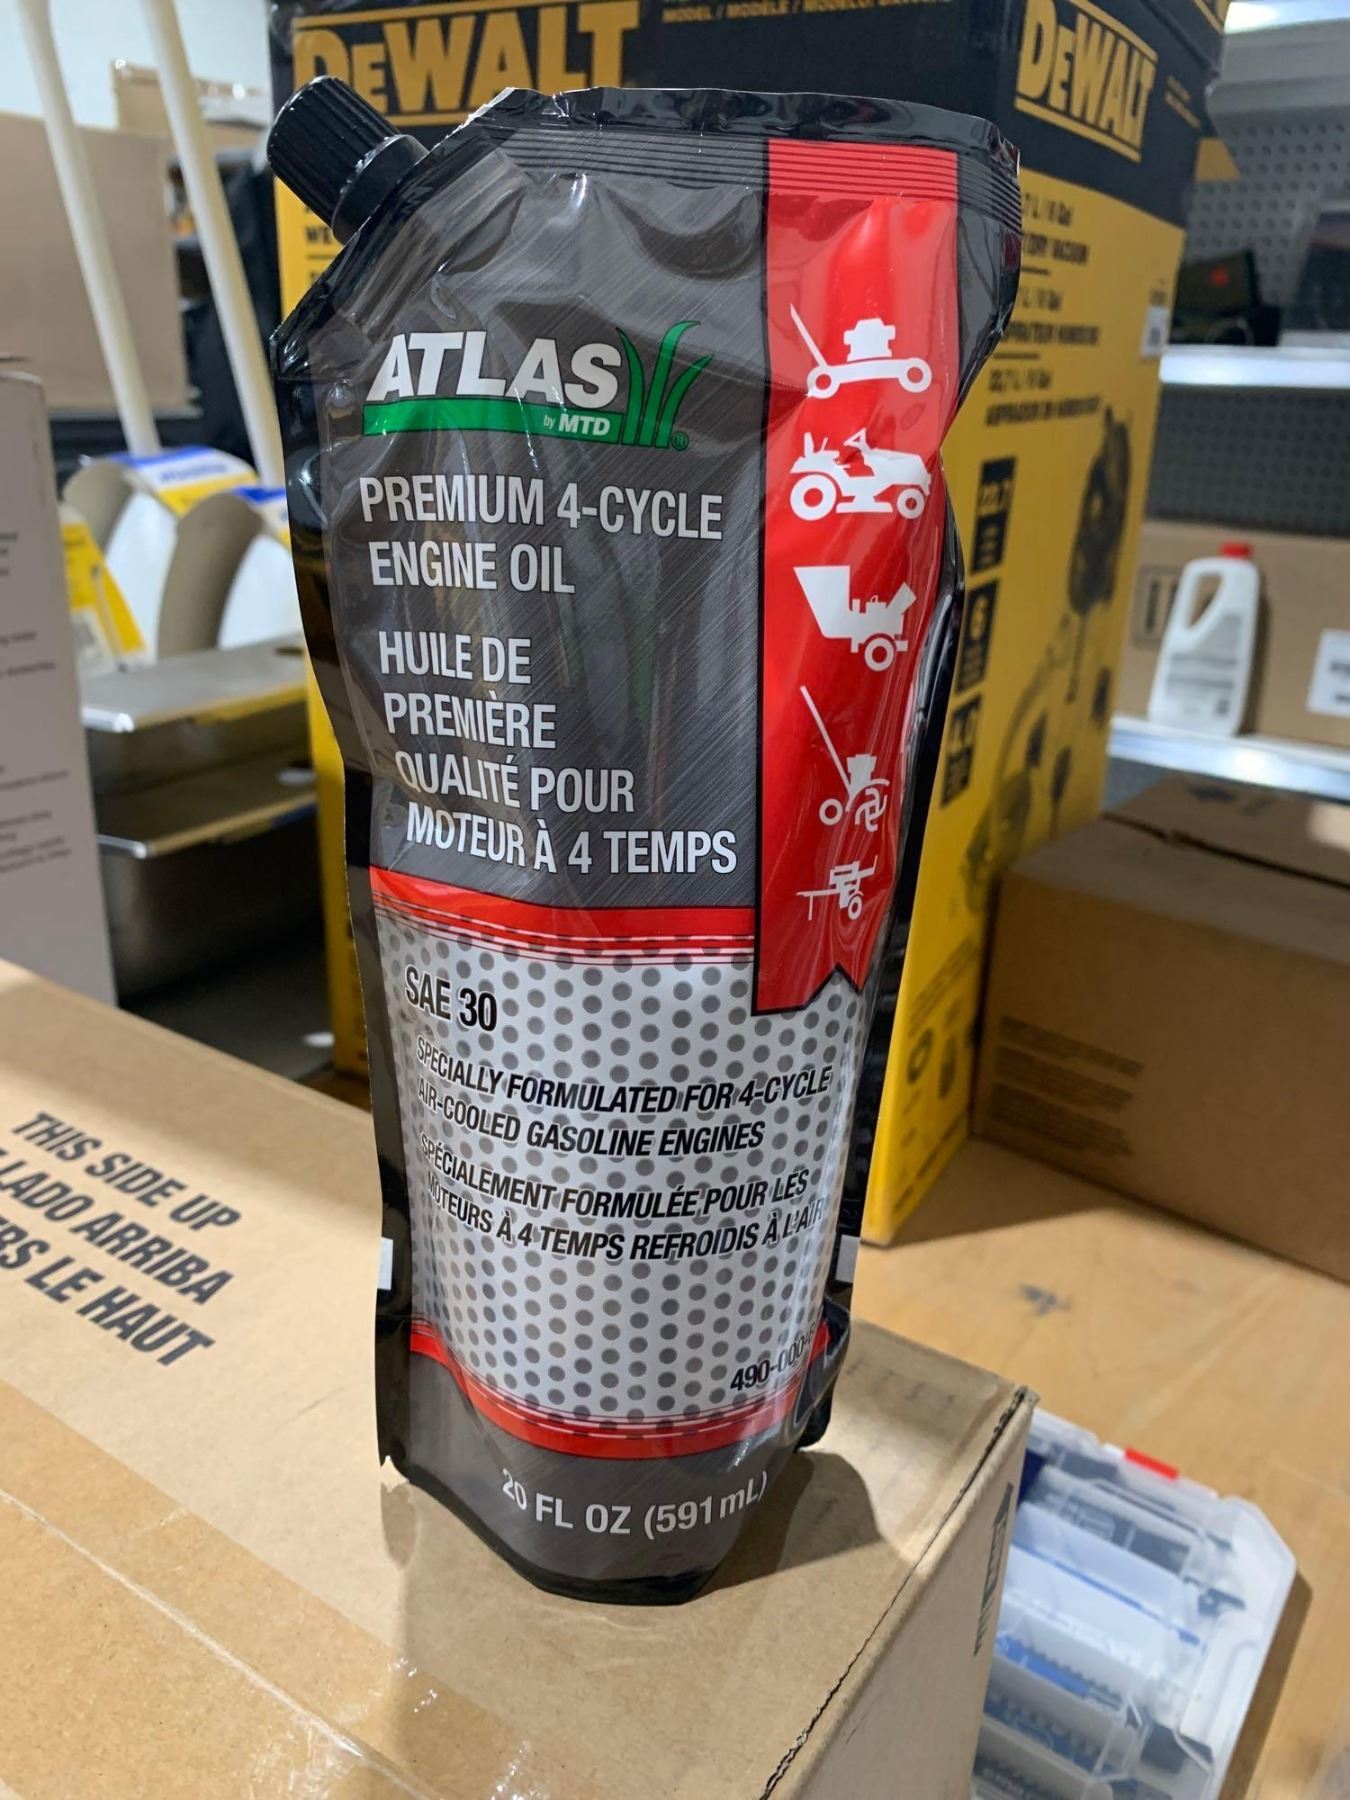 DEWALT
DEWALT
ATLAS
by MTD
PREMIUM 4-CYCLE
ENGINE OIL
HUILE DE
PREMIÈRE
QUALITÉ POUR
MOTEUR À 4 TEMPS
SAE 30
SPECIALLY FORMULATED FOR 4-CYCLE
AIR-COOLED GASOLINE ENGINES
SPÉCIALEMENT FORMULÉE POUR LES
MOTEURS À 4 TEMPS REFROIDIS À L'AIR
490-000-
20 FL OZ (591 mL)
THIS SIDE UP
LADO ARRIBA
LE HAUT